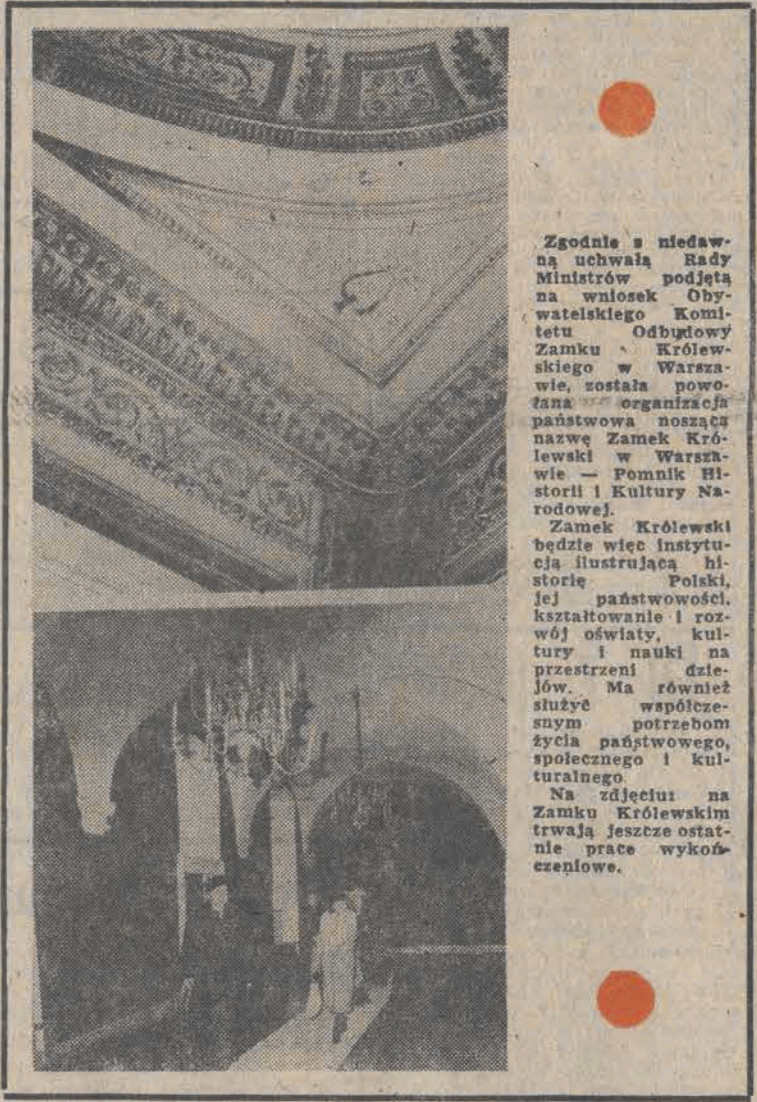 Zgodnie z niedaw-
ną uchwałą Rady
Ministrów podjętą
na wniosek Oby-
watelskiego Komi-
tetu Odbudowy
Zamku Królew-
skiego w Warsza-
wie, została powo-
łana organizacja
państwowa noszącą
nazwę Zamek Kró-
lewski w Warsza-
wie — Pomnik Hi-
storii i Kultury Na-
rodowej.
Zamek Królewski
będzie więc instytu-
cją ilustrującą hi-
storię Polski,
jej państwowości,
kształtowanie i roz-
wój oświaty, kul-
tury i nauki na
przestrzeni dzie-
jów. Ma również
służyć współcze-
snym potrzebom
życia państwowego,
społecznego i kul-
turalnego.
Na zdjęciu: na
Zamku Królewskim
trwają jeszcze ostat-
nie prace wykoń-
czeniowe.